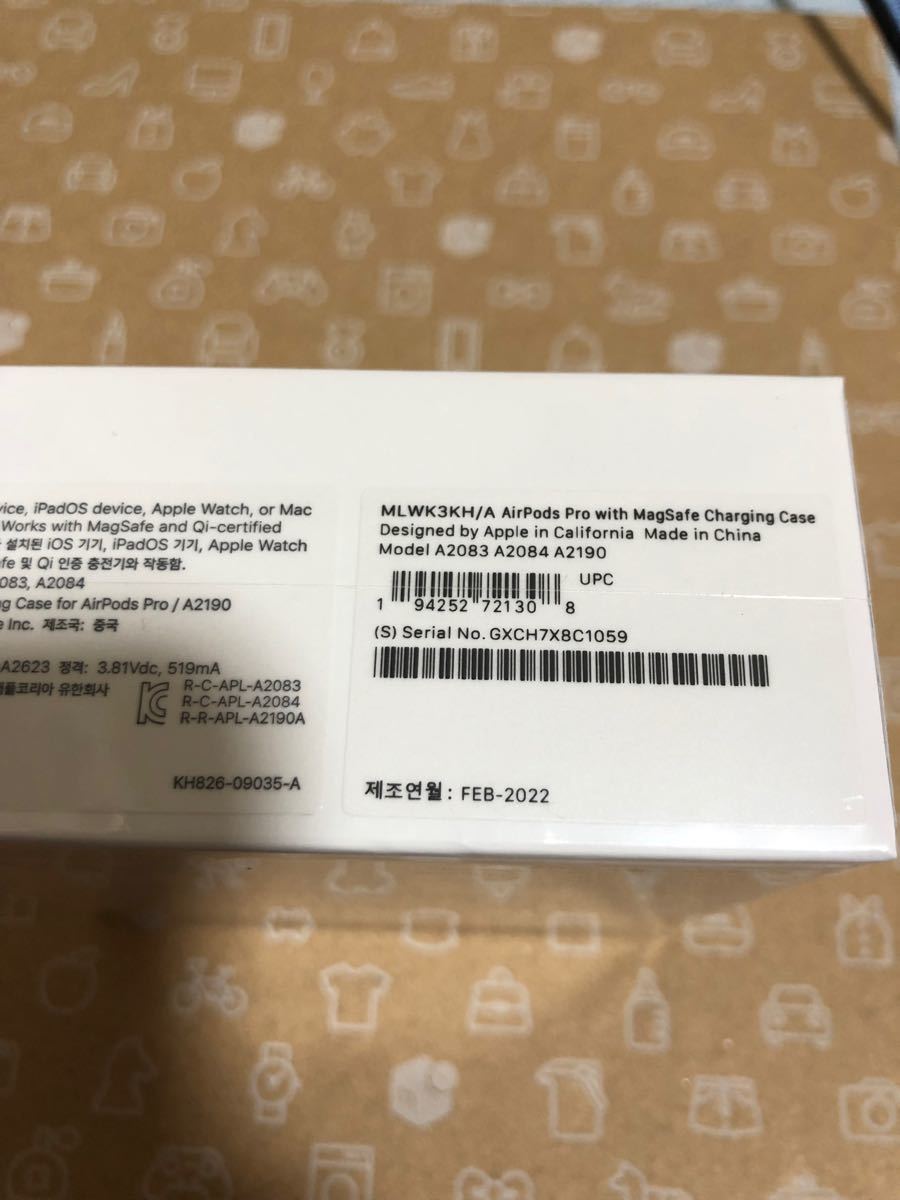 vice, iPadOS device, Apple Watch, or Mac
Works with MagSafe and Qi-certified
설치된 iOS 기기, iPadOS 기기, Apple Watch
fe 및 Qi 인증 충전기와 작동함.
083, A2084
ng Case for AirPods Pro / A2190
e Inc. 제조국: 중국
-A2623 정격: 3.81Vdc, 519mA
애플코리아 유한회사
R-C-APL-A2083
R-C-APL-A2084
R-R-APL-A2190A
KH826-09035-A
MLWK3KH/A AirPods Pro with MagSafe Charging Case
Designed by Apple in California Made in China
Model A2083 A2084 A2190
UPC
1 94252 72130 8
(S) Serial No. GXCH7X8C1059
제조연월: FEB-2022